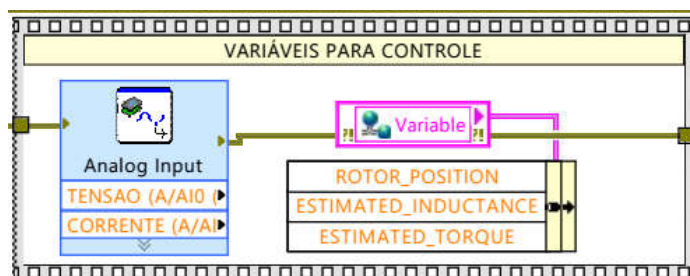 VARIÁVEIS PARA CONTROLE
Variable
Analog Input
TENSAO (A/AI0 (
CORRENTE (A/AI
ROTOR_POSITION
ESTIMATED_INDUCTANCE
ESTIMATED_TORQUE